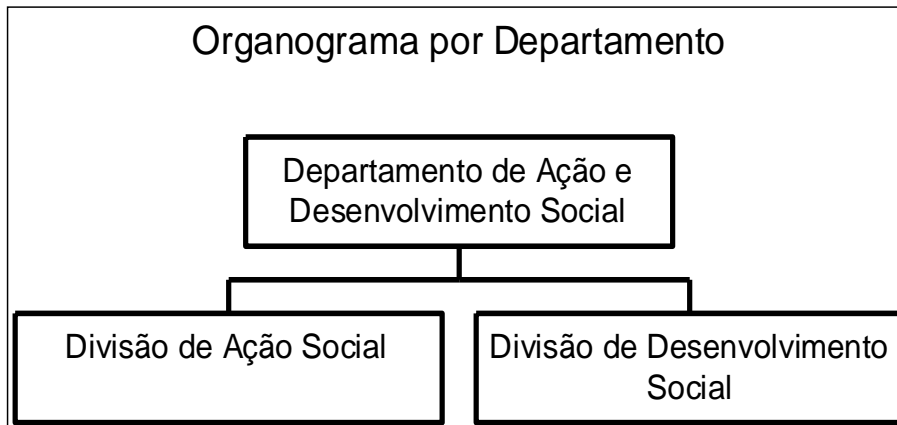 Organograma por Departamento
Departamento de Ação e
Desenvolvimento Social
Divisão de Ação Social
Divisão de Desenvolvimento
Social